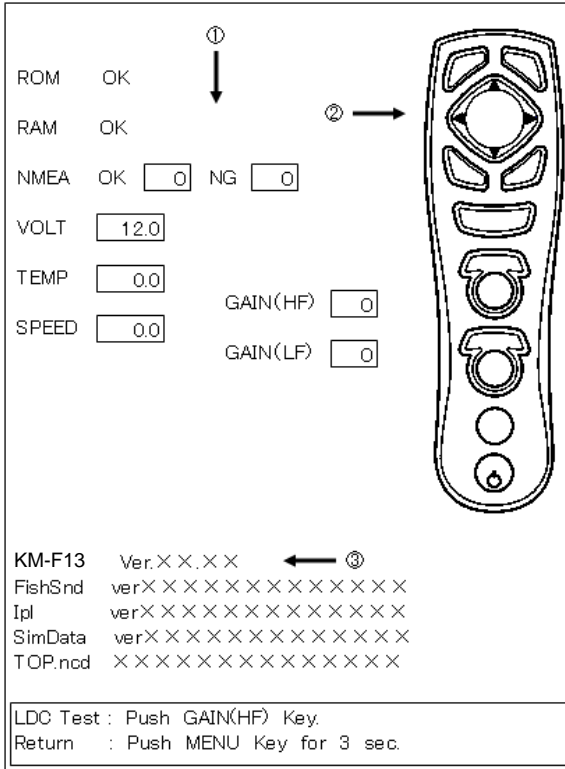 ①
ROM OK
②
RAM OK
NMEA OK 0 NG 0
VOLT 12.0
TEMP 0.0
GAIN(HF) 0
SPEED 0.0
GAIN(LF) 0
KM-F13 Ver.××.×× ③
FishSnd ver××××××××××××
Ipl ver××××××××××××
SimData ver××××××××××××
TOP.ncd ××××××××××××××
LDC Test : Push GAIN(HF) Key.
Return : Push MENU Key for 3 sec.